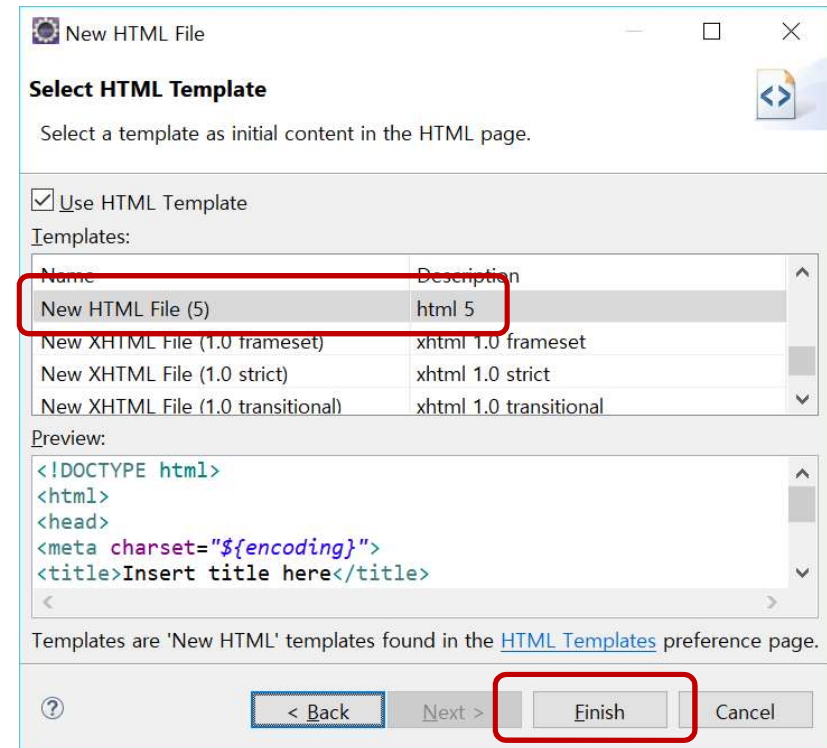 New HTML File
Select HTML Template
Select a template as initial content in the HTML page.
Use HTML Template
Templates:
Name Description
New HTML File (5) html 5
New XHTML File (1.0 frameset) xhtml 1.0 frameset
New XHTML File (1.0 strict) xhtml 1.0 strict
New XHTML File (1.0 transitional) xhtml 1.0 transitional
Preview:
<!DOCTYPE html>
<html>
<head>
<meta charset="${encoding}">
<title>Insert title here</title>
Templates are 'New HTML' templates found in the HTML Templates preference page.
? < Back Next > Finish Cancel